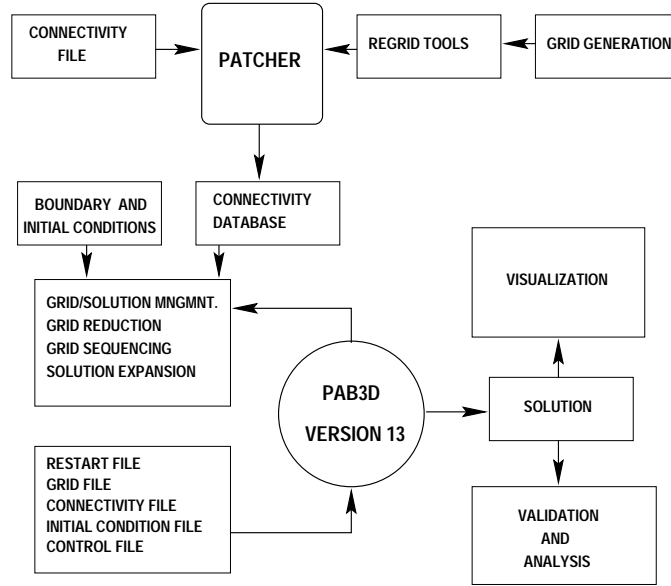 CONNECTIVITY
FILE
PATCHER
REGRID TOOLS
GRID GENERATION
BOUNDARY AND
INITIAL CONDITIONS
CONNECTIVITY
DATABASE
GRID/SOLUTION MNGMNT.
GRID REDUCTION
GRID SEQUENCING
SOLUTION EXPANSION
VISUALIZATION
PAB3D
VERSION 13
SOLUTION
RESTART FILE
GRID FILE
CONNECTIVITY FILE
INITIAL CONDITION FILE
CONTROL FILE
VALIDATION
AND
ANALYSIS